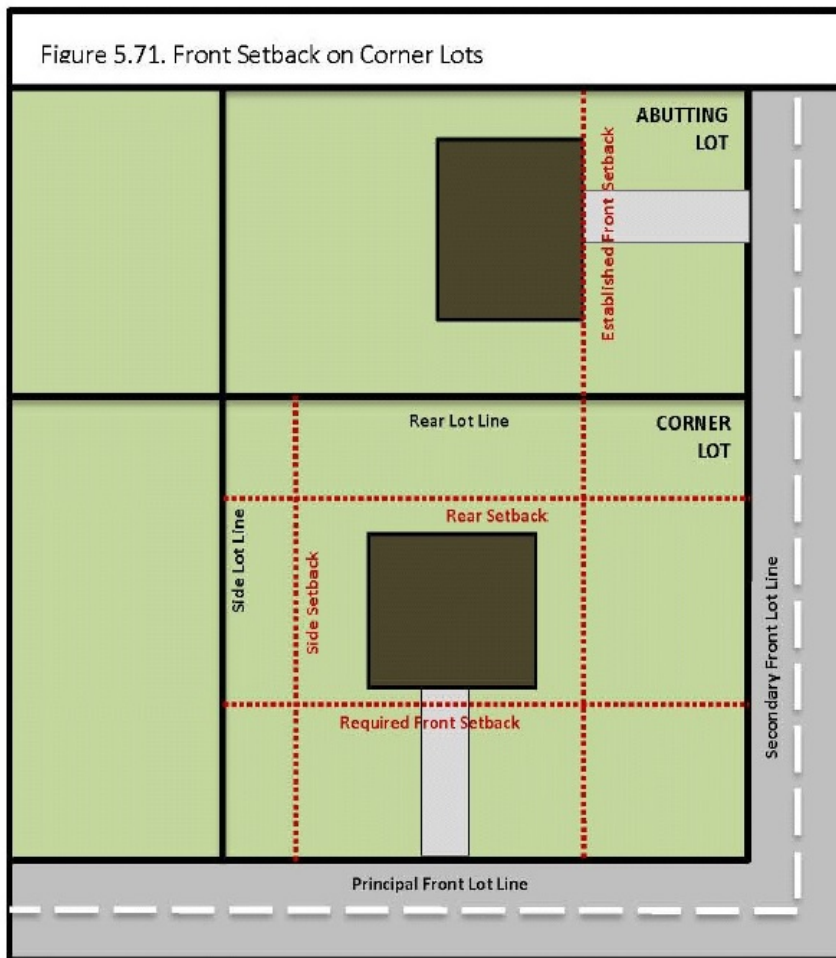 Figure 5.71. Front Setback on Corner Lots
ABUTTING
LOT
Established Front Setback
Rear Lot Line
CORNER
LOT
Rear Setback
Side Lot Line
Side Setback
Secondary Front Lot Line
Required Front Setback
Principal Front Lot Line